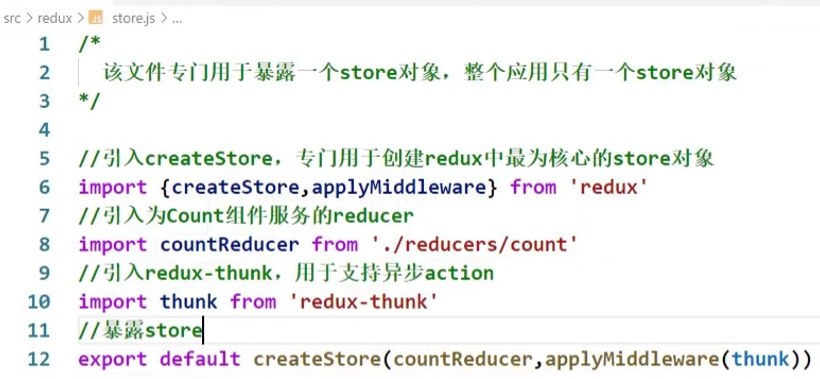 src > redux > JS store.js > ...
1 /*
2 该文件专门用于暴露一个store对象，整个应用只有一个store对象
3 */
4
5 //引入createStore，专门用于创建redux中最为核心的store对象
6 import {createStore,applyMiddleware} from 'redux'
7 //引入为Count组件服务的reducer
8 import countReducer from './reducers/count'
9 //引入redux-thunk，用于支持异步action
10 import thunk from 'redux-thunk'
11 //暴露store
12 export default createStore(countReducer,applyMiddleware(thunk))